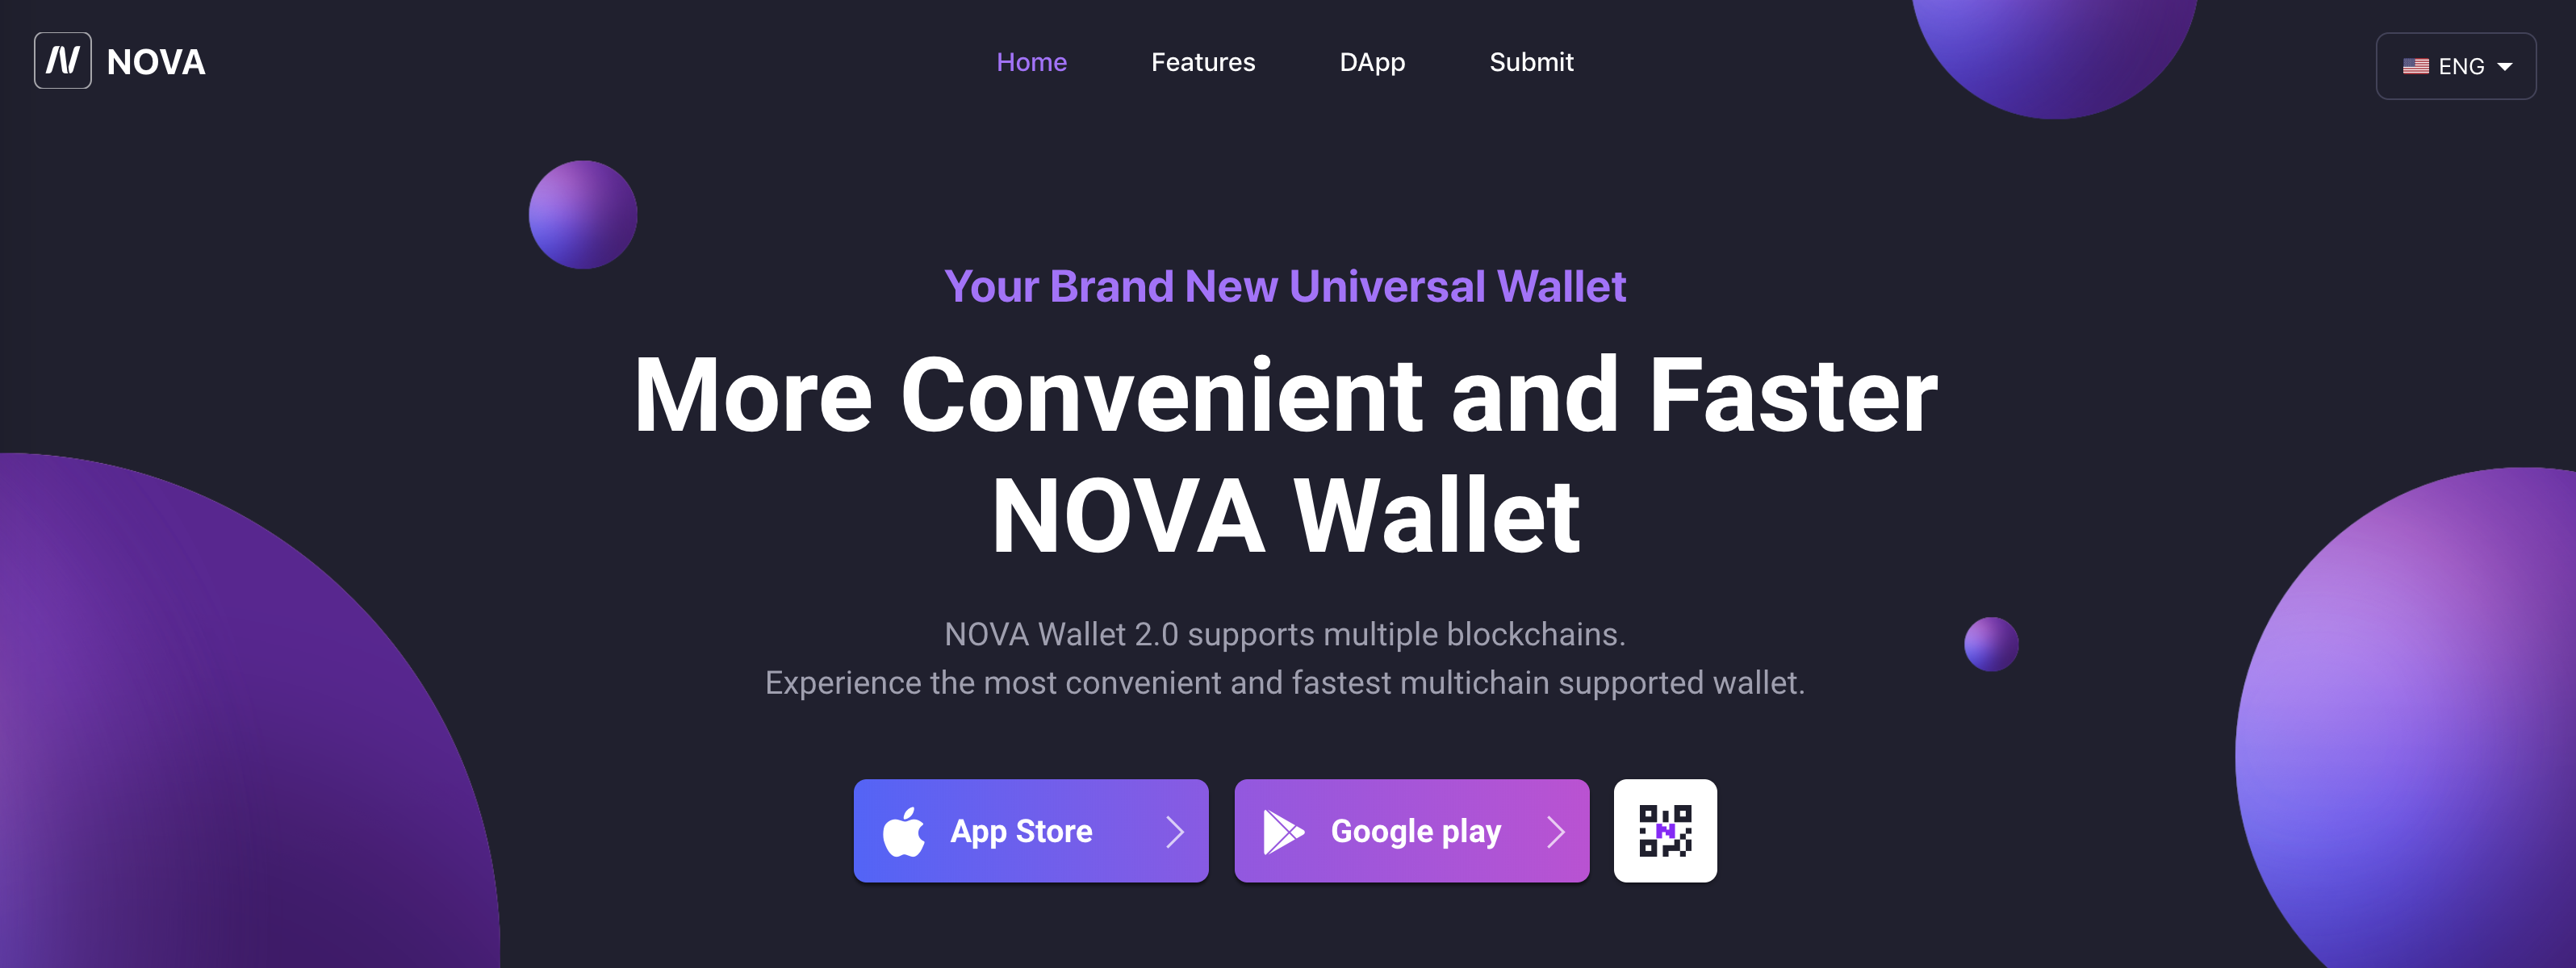 NOVA
Home
Features
DApp
Submit
ENG
Your Brand New Universal Wallet
More Convenient and Faster
NOVA Wallet
NOVA Wallet 2.0 supports multiple blockchains.
Experience the most convenient and fastest multichain supported wallet.
App Store
Google play